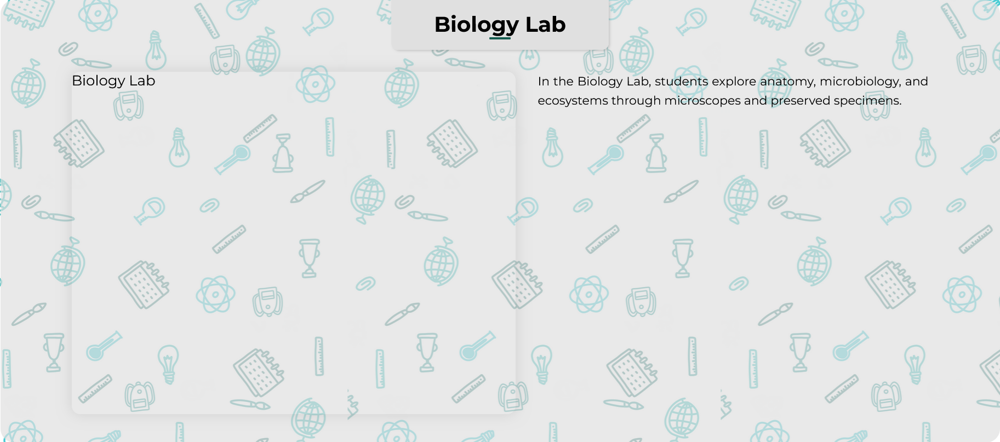 Biology Lab
Biology Lab
In the Biology Lab, students explore anatomy, microbiology, and
ecosystems through microscopes and preserved specimens.